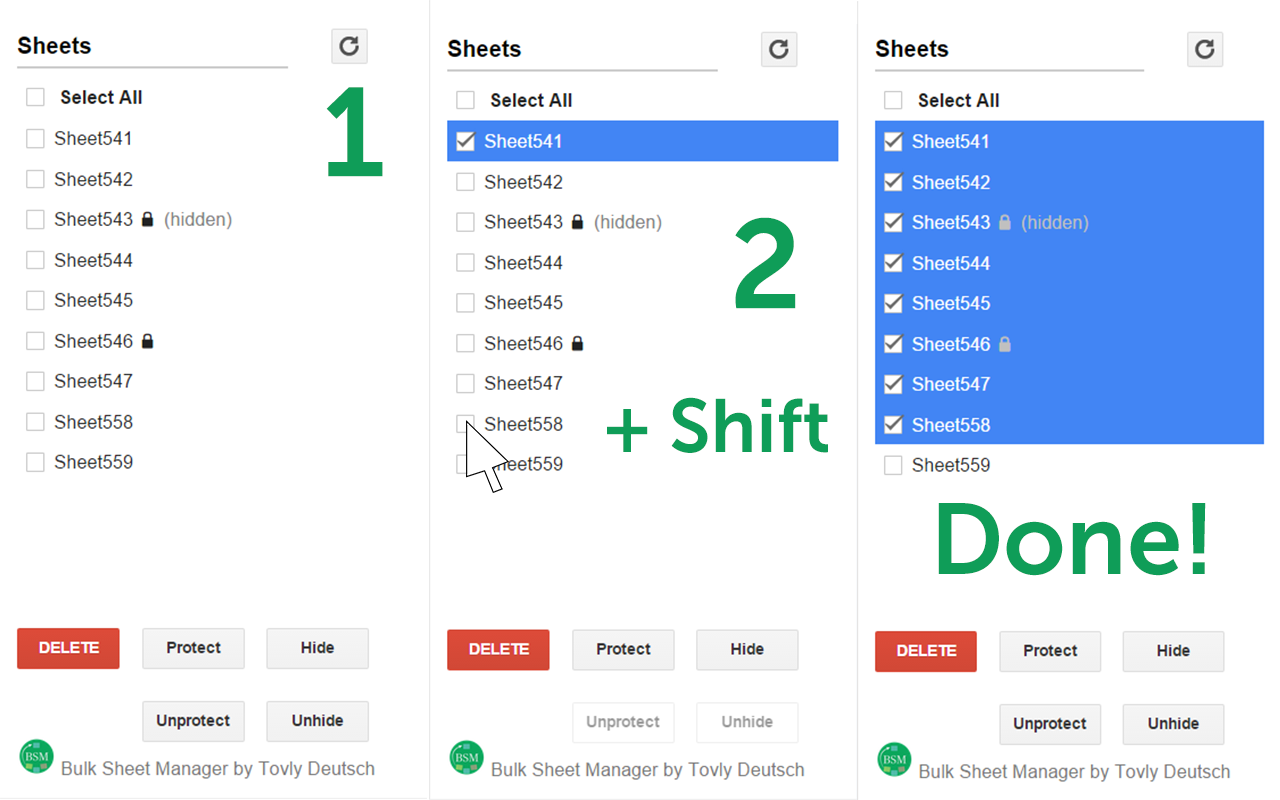 Sheets
Select All
1
Sheet541
Sheet542
Sheet543 (hidden)
Sheet544
Sheet545
Sheet546
Sheet547
Sheet558
Sheet559
DELETE Protect Hide
Unprotect Unhide
BSM Bulk Sheet Manager by Tovly Deutsch
Sheets
Select All
Sheet541
Sheet542
Sheet543 (hidden)
2
Sheet544
Sheet545
Sheet546
Sheet547
Sheet558 + Shift
heet559
DELETE Protect Hide
Unprotect Unhide
BSM Bulk Sheet Manager by Tovly Deutsch
Sheets
Select All
Sheet541
Sheet542
Sheet543 (hidden)
Sheet544
Sheet545
Sheet546
Sheet547
Sheet558
Sheet559
Done!
DELETE Protect Hide
Unprotect Unhide
BSM Bulk Sheet Manager by Tovly Deutsch